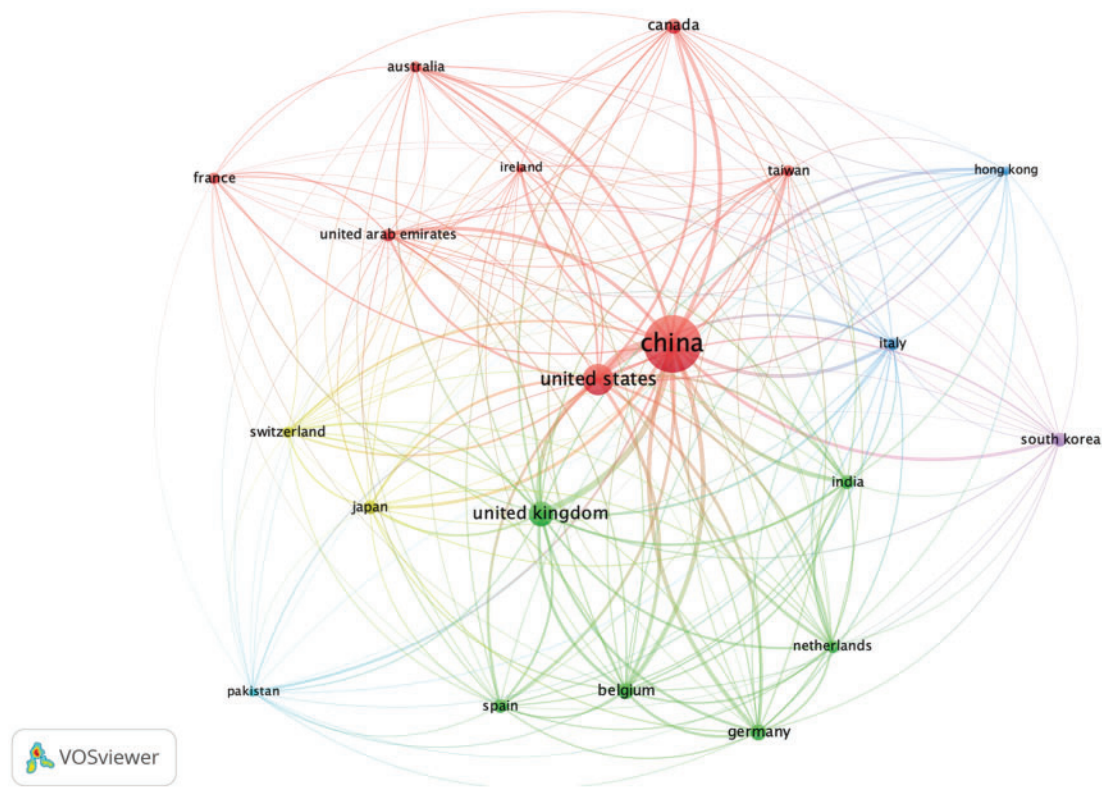 canada
australia
ireland
taiwan
hong kong
france
united arab emirates
china
italy
united states
switzerland
south korea
india
japan
united kingdom
netherlands
pakistan
belgium
spain
germany
VOSviewer